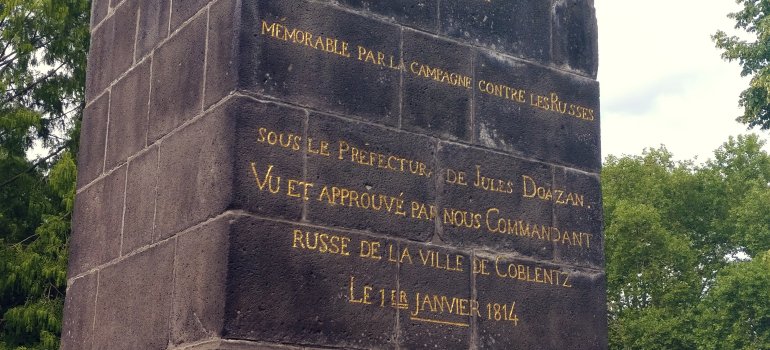 MÉMORABLE PAR LA CAMPAGNE CONTRE LES RUSSES
SOUS LE PREFECTUR. DE JULES DOAZAN.
VU ET APPROUVÉ PAR NOUS COMMANDANT
RUSSE DE LA VILLE DE COBLENTZ
LE 1ER JANVIER 1814